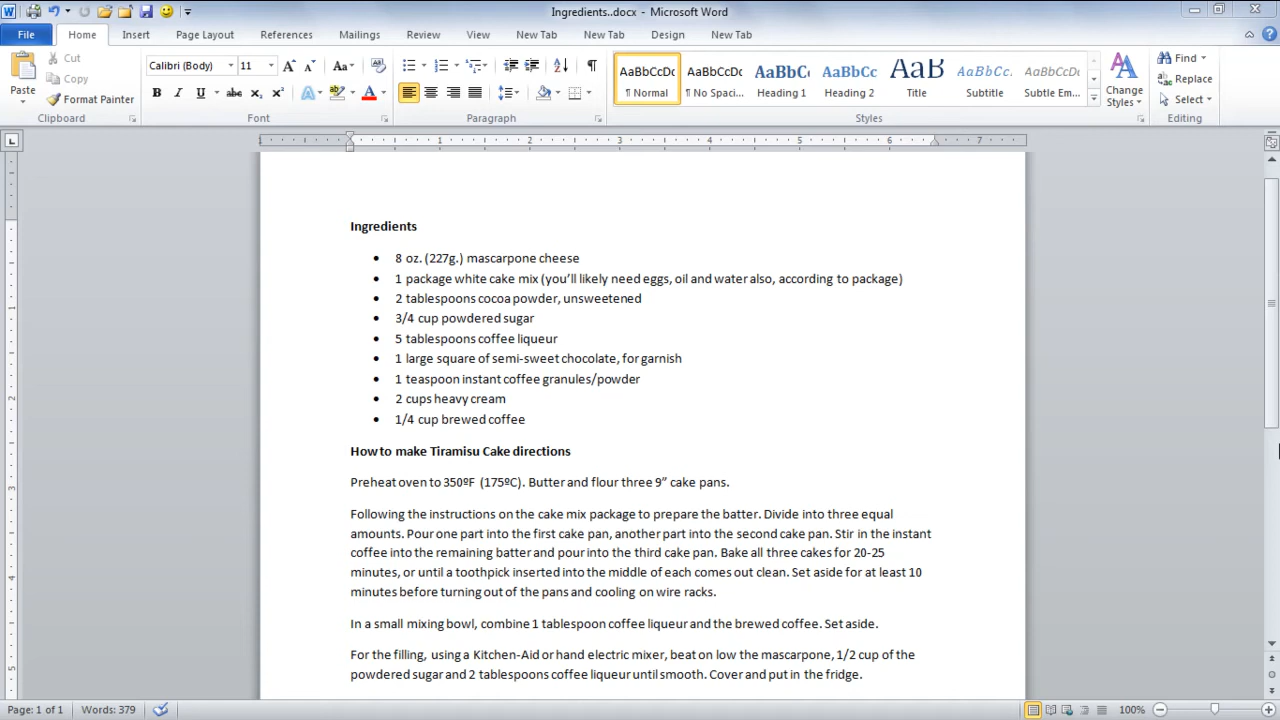 Ingredients..docx - Microsoft Word
File Home Insert Page Layout References Mailings Review View New Tab New Tab Design New Tab
Paste
Cut
Copy
Format Painter
Clipboard
Calibri (Body) 11
Font
Paragraph
AaBbCcDc AaBbCcDc AaBbCc AaBbCc AaB AaBbCcDc AaBbCcDc
¶ Normal ¶ No Spaci... Heading 1 Heading 2 Title Subtitle Subtle Em...
Styles
Change
Styles
Find
Replace
Select
Editing
1 1 2 3 4 5 6 7
Ingredients
• 8 oz. (227g.) mascarpone cheese
• 1 package white cake mix (you’ll likely need eggs, oil and water also, according to package)
• 2 tablespoons cocoa powder, unsweetened
• 3/4 cup powdered sugar
• 5 tablespoons coffee liqueur
• 1 large square of semi-sweet chocolate, for garnish
• 1 teaspoon instant coffee granules/powder
• 2 cups heavy cream
• 1/4 cup brewed coffee
How to make Tiramisu Cake directions
Preheat oven to 350ºF (175ºC). Butter and flour three 9” cake pans.
Following the instructions on the cake mix package to prepare the batter. Divide into three equal
amounts. Pour one part into the first cake pan, another part into the second cake pan. Stir in the instant
coffee into the remaining batter and pour into the third cake pan. Bake all three cakes for 20-25
minutes, or until a toothpick inserted into the middle of each comes out clean. Set aside for at least 10
minutes before turning out of the pans and cooling on wire racks.
In a small mixing bowl, combine 1 tablespoon coffee liqueur and the brewed coffee. Set aside.
For the filling, using a Kitchen-Aid or hand electric mixer, beat on low the mascarpone, 1/2 cup of the
powdered sugar and 2 tablespoons coffee liqueur until smooth. Cover and put in the fridge.
Page: 1 of 1 Words: 379 100%